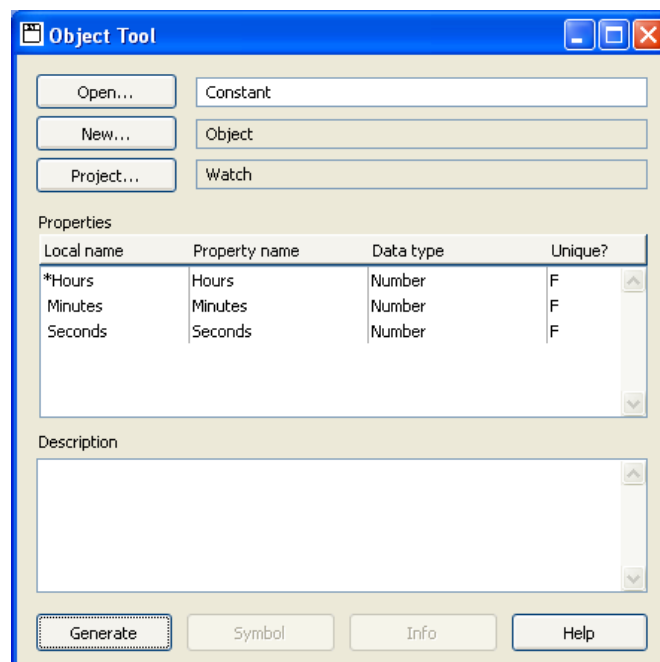 Object Tool
Open... Constant
New... Object
Project... Watch
Properties
Local name Property name Data type Unique?
*Hours Hours Number F
Minutes Minutes Number F
Seconds Seconds Number F
Description
Generate Symbol Info Help